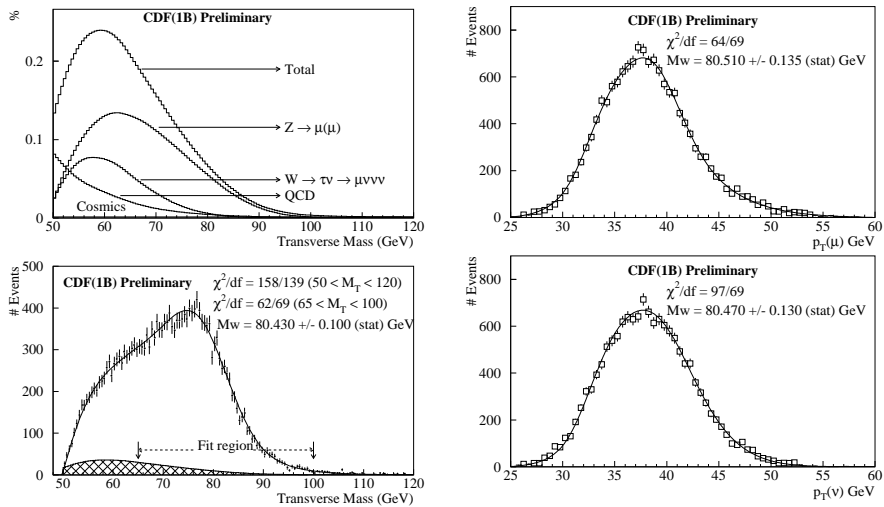 %
CDF(1B) Preliminary
0.2
0.1
0
Total
Z → μ(μ)
W → τν → μννν
QCD
Cosmics
50 60 70 80 90 100 110 120
Transverse Mass (GeV)
# Events
CDF(1B) Preliminary
χ²/df = 64/69
Mw = 80.510 +/- 0.135 (stat) GeV
800
600
400
200
0
25 30 35 40 45 50 55 60
p_T(μ) GeV
# Events
500
400
300
200
100
0
CDF(1B) Preliminary
χ²/df = 158/139 (50 < M_T < 120)
χ²/df = 62/69 (65 < M_T < 100)
Mw = 80.430 +/- 0.100 (stat) GeV
Fit region
50 60 70 80 90 100 110 120
Transverse Mass (GeV)
# Events
CDF(1B) Preliminary
χ²/df = 97/69
Mw = 80.470 +/- 0.130 (stat) GeV
800
600
400
200
0
25 30 35 40 45 50 55 60
p_T(ν) GeV